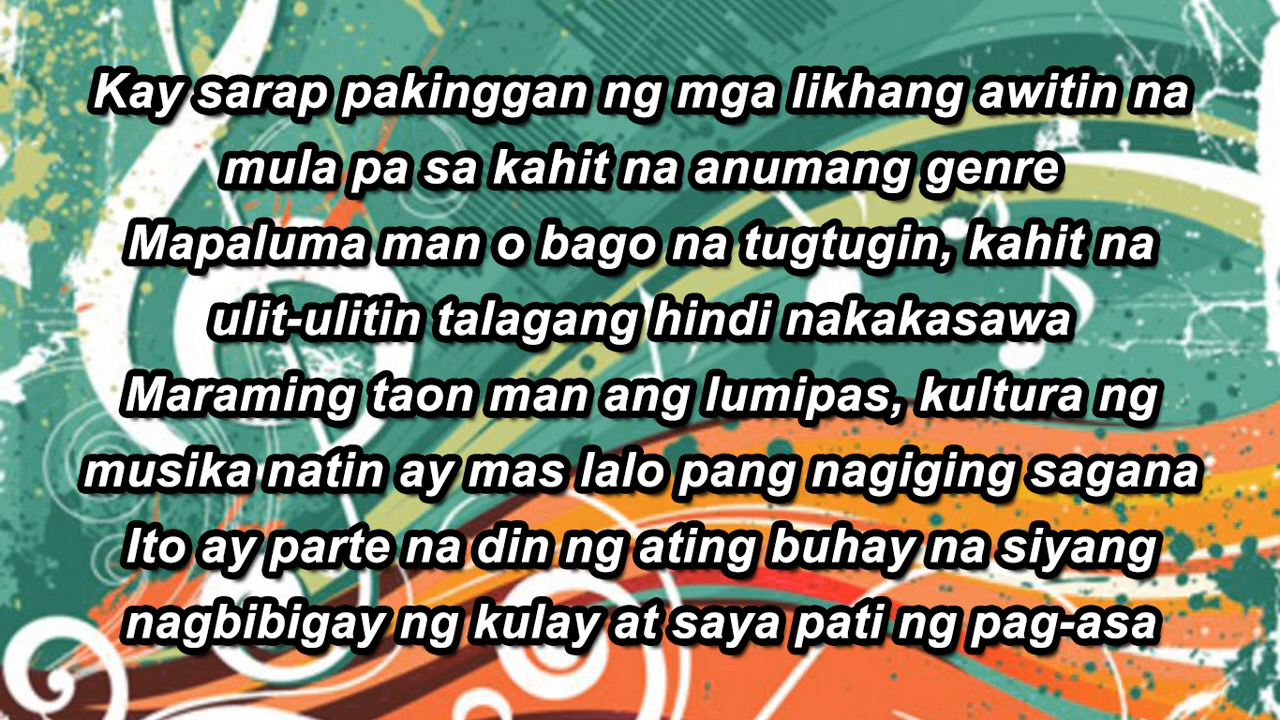 Kay sarap pakinggan ng mga likhang awitin na
mula pa sa kahit na anumang genre
Mapaluma man o bago na tugtugin, kahit na
ulit-ulitin talagang hindi nakakasawa
Maraming taon man ang lumipas, kultura ng
musika natin ay mas lalo pang nagiging sagana
Ito ay parte na din ng ating buhay na siyang
nagbibigay ng kulay at saya pati ng pag-asa